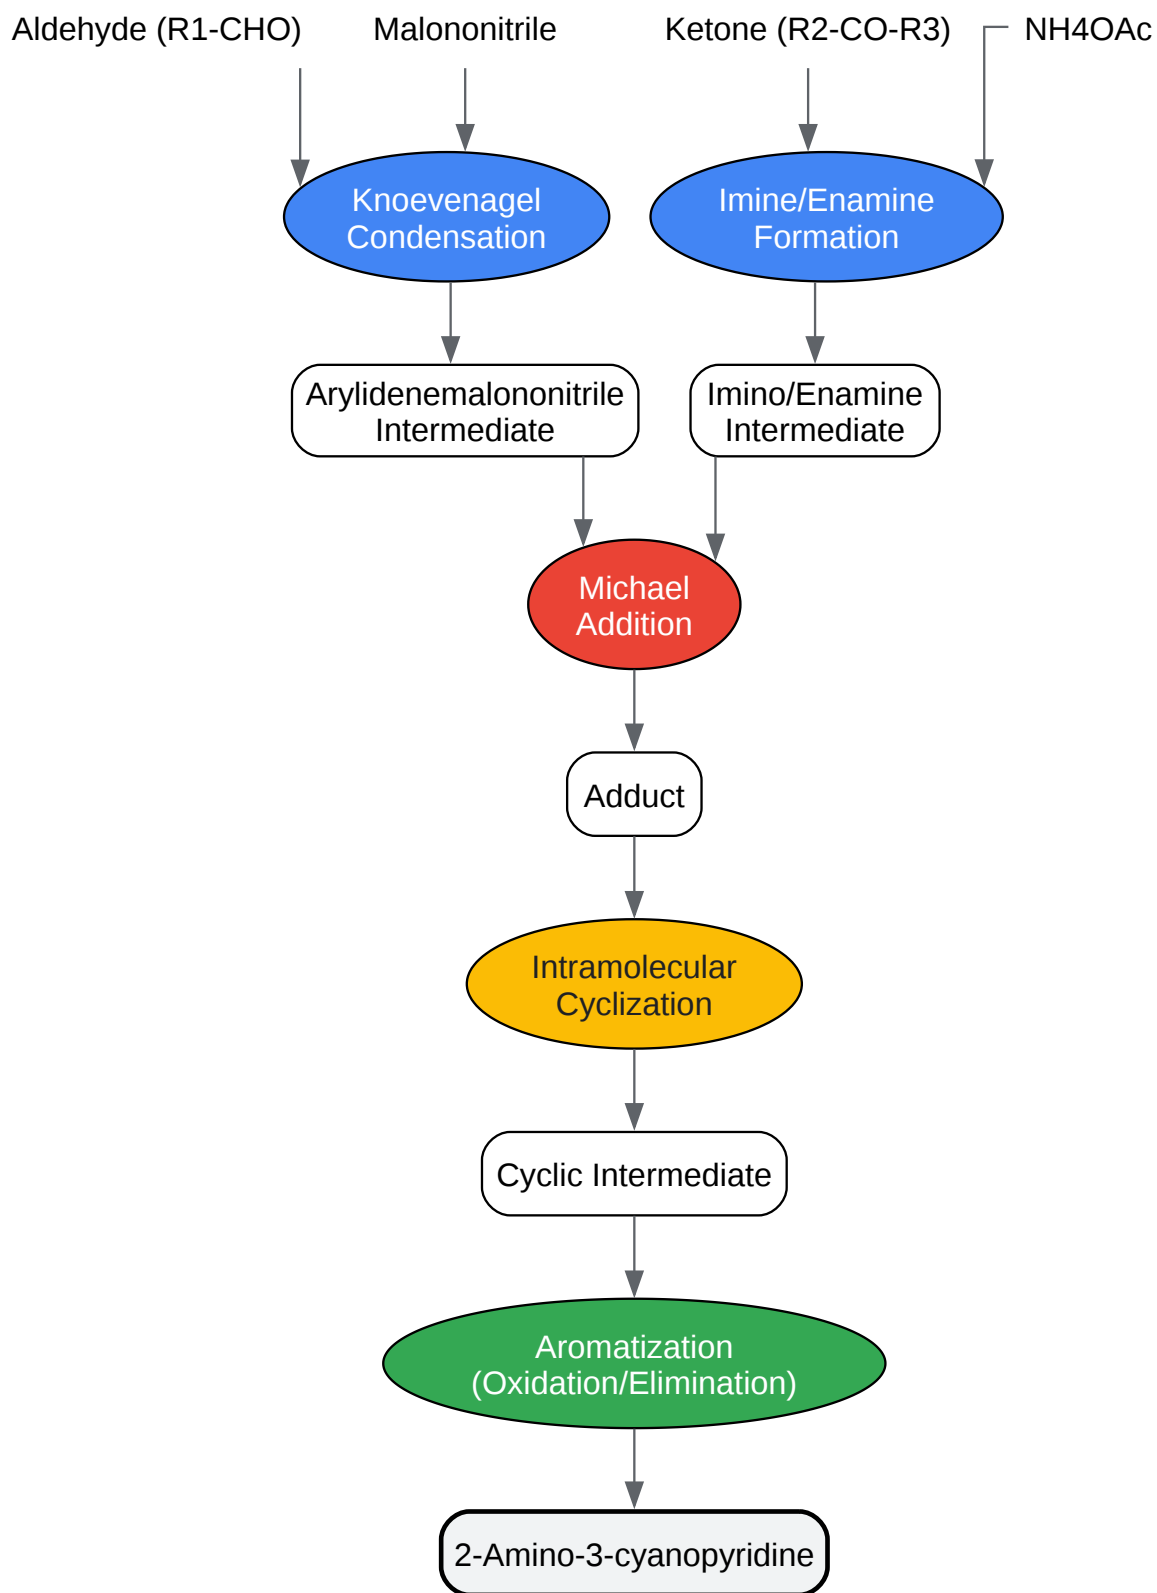 Aldehyde (R1-CHO)
Malononitrile
Ketone (R2-CO-R3)
NH4OAc
Knoevenagel
Condensation
Imine/Enamine
Formation
Arylidenemalononitrile
Intermediate
Imino/Enamine
Intermediate
Michael
Addition
Adduct
Intramolecular
Cyclization
Cyclic Intermediate
Aromatization
(Oxidation/Elimination)
2-Amino-3-cyanopyridine